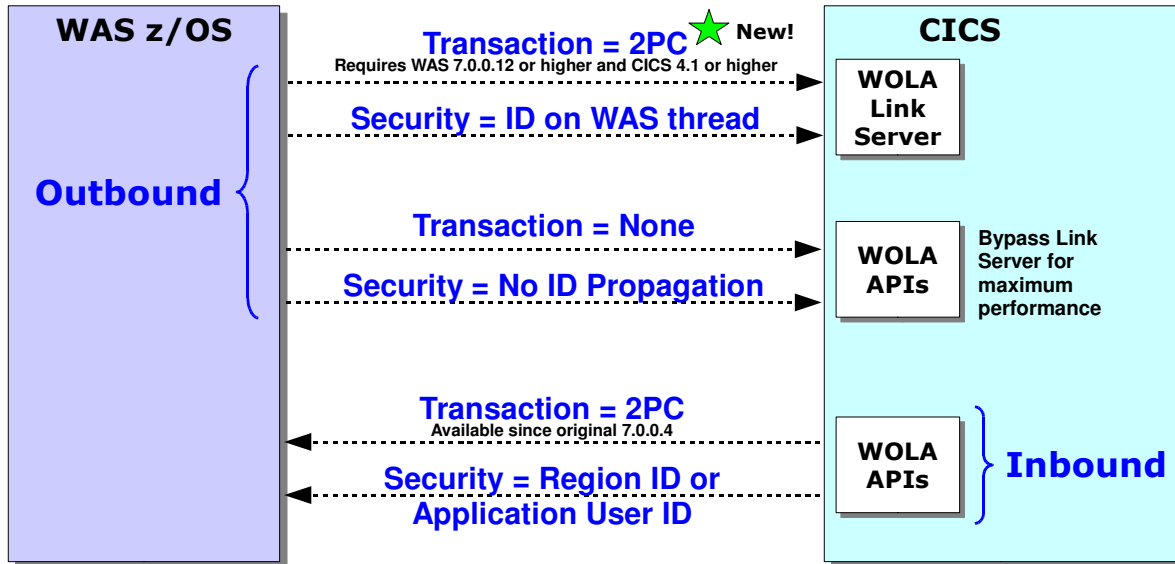 WAS z/OS
CICS
Transaction = 2PC
New!
Requires WAS 7.0.0.12 or higher and CICS 4.1 or higher
Security = ID on WAS thread
WOLA
Link
Server
Outbound
Transaction = None
Security = No ID Propagation
WOLA
APIs
Bypass Link
Server for
maximum
performance
Transaction = 2PC
Available since original 7.0.0.4
Security = Region ID or
Application User ID
WOLA
APIs
Inbound